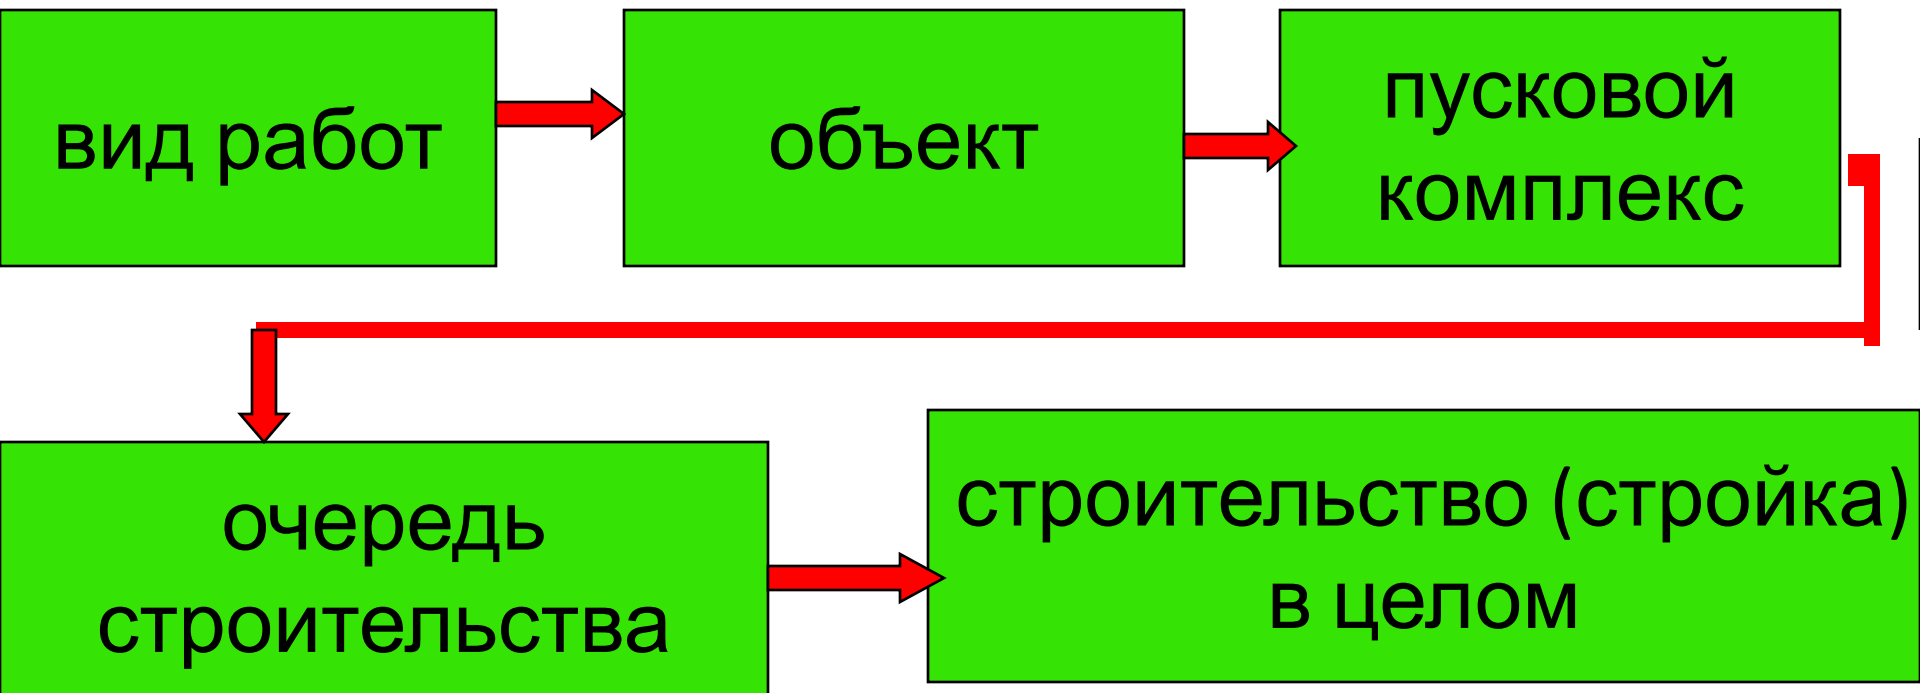 вид работ
объект
пусковой
комплекс
очередь
строительства
строительство (стройка)
в целом